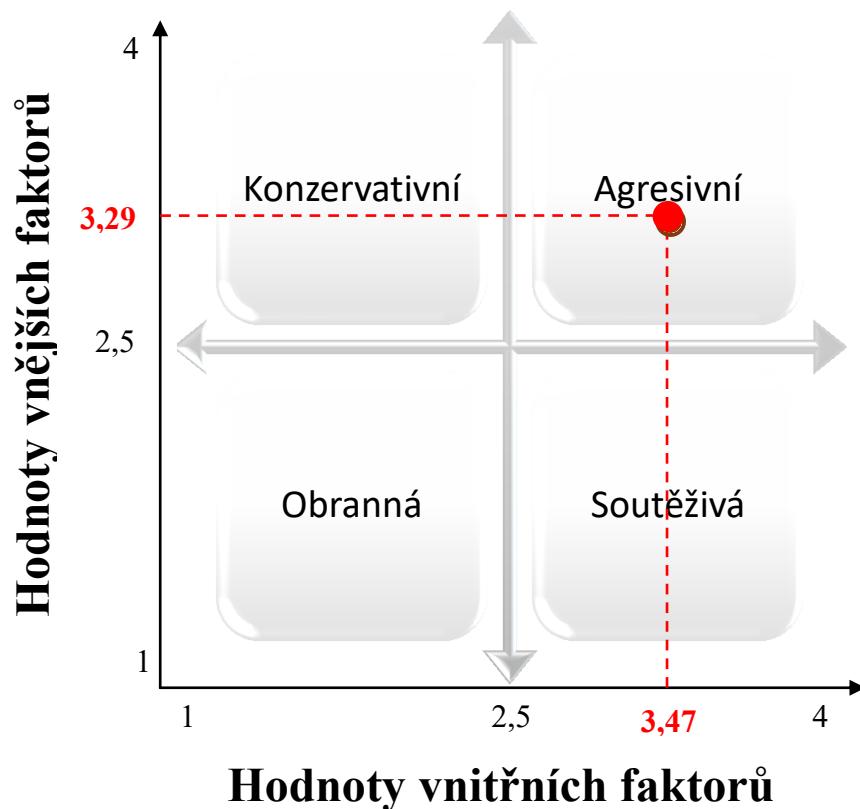 4
Hodnoty vnějších faktorů
Konzervativní
Agresivní
3,29
2,5
Obranná
Soutěživá
1
1
2,5
3,47
4
Hodnoty vnitřních faktorů